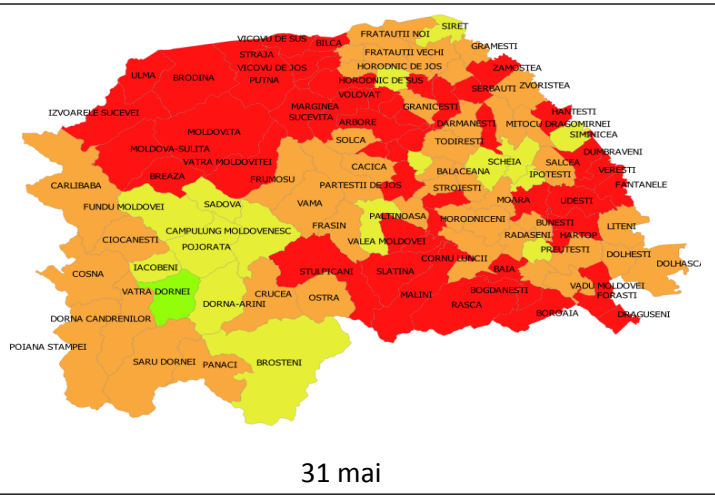 SIRET
FRATAUTII NOI
VICOVU DE SUS
BILCA
GRAMESTI
STRAJA
FRATAUTII VECHI
VICOVU DE JOS
HORODNIC DE JOS
ZAMOSTEA
ULMA
BRODINA
PUTNA
HORODNIC DE SUS
SERBAUTI
ZVORISTEA
VOLOVAT
IZVOARELE SUCEVEI
MARGINEA
GRANICESTI
HANTESTI
SUCEVITA
ARBORE
DARMANESTI
MITOCU DRAGOMIRNEI
MOLDOVITA
SIMINICEA
SOLCA
TODIRESTI
MOLDOVA-SULITA
DUMBRAVENI
VATRA MOLDOVITEI
SCHEIA
SALCEA
CACICA
BREAZA
BALACEANA
IPOTESTI
VERESTI
FRUMOSU
CARLIBABA
PARTESTII DE JOS
STROIESTI
FANTANELE
MOARA
UDESTI
FUNDU MOLDOVEI
SADOVA
VAMA
PALTINOASA
HORODNICENI
BUNESTI
LITENI
CAMPULUNG MOLDOVENESC
FRASIN
RADASENI
HARTOP
CIOCANESTI
POJORATA
VALEA MOLDOVEI
PREUTESTI
CORNU LUNCII
DOLHESTI
DOLHASCA
IACOBENI
BAIA
COSNA
STULPICANI
SLATINA
VATRA DORNEI
CRUCEA
MALINI
BOGDANESTI
VADU MOLDOVEI
DORNA-ARINI
OSTRA
RASCA
FORASTI
DORNA CANDRENILOR
BOROAIA
DRAGUSENI
POIANA STAMPEI
SARU DORNEI
PANACI
BROSTENI
31 mai